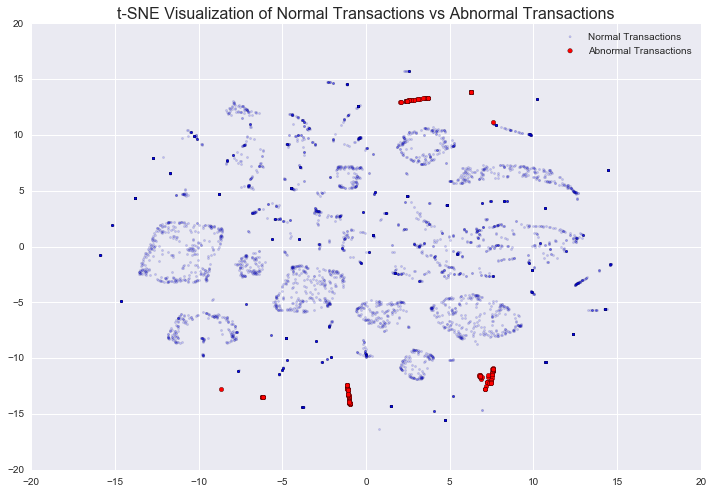 t-SNE Visualization of Normal Transactions vs Abnormal Transactions
Normal Transactions
Abnormal Transactions
20
15
10
5
0
−5
−10
−15
−20
−20 −15 −10 −5 0 5 10 15 20